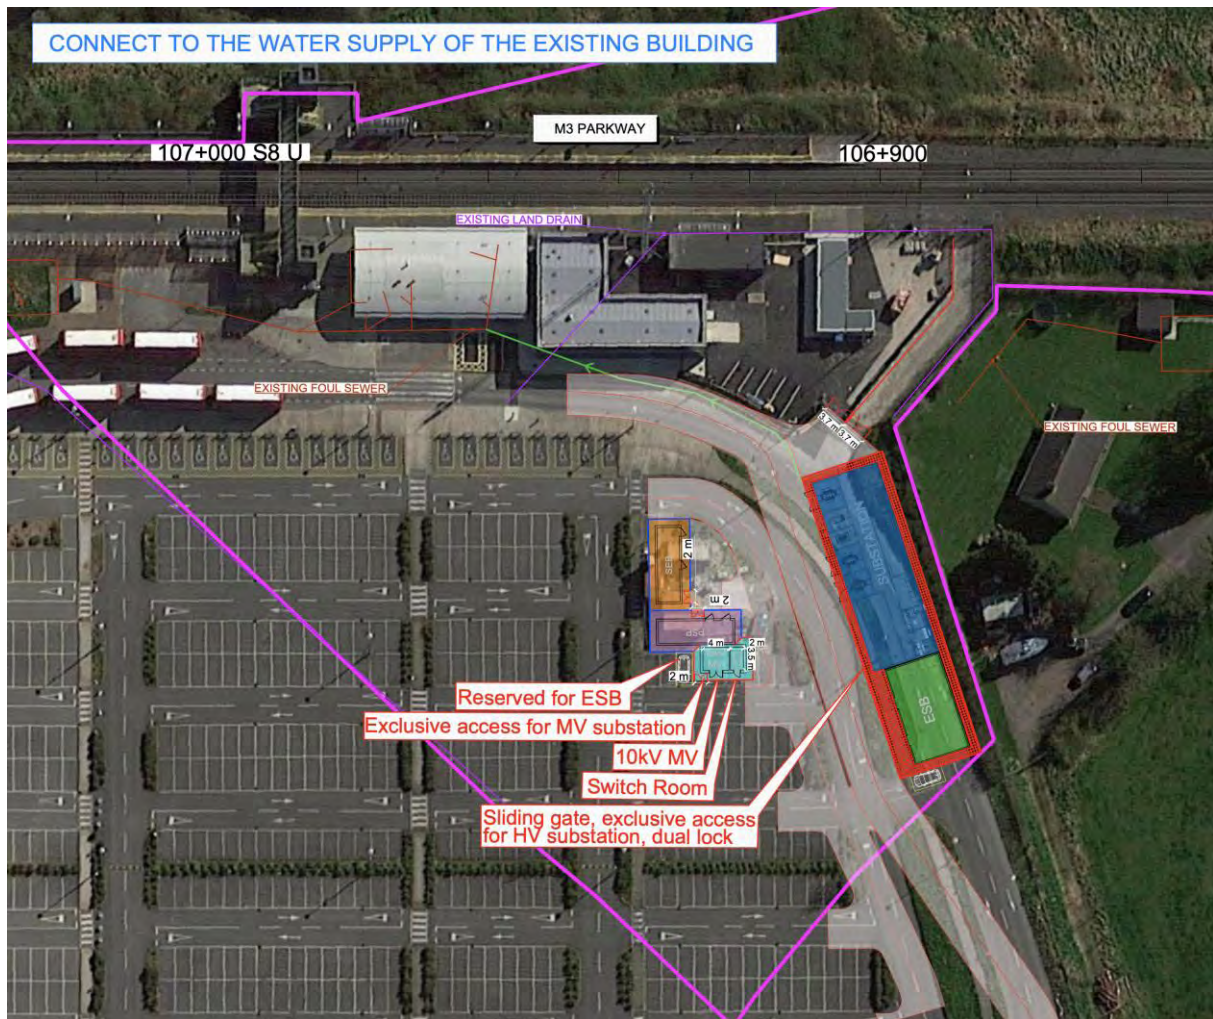 CONNECT TO THE WATER SUPPLY OF THE EXISTING BUILDING
M3 PARKWAY
107+000 S8 U
106+900
EXISTING LAND DRAIN
EXISTING FOUL SEWER
3.7 m
3.7 m
EXISTING FOUL SEWER
SUBSTATION
SEB
2 m
2 m
DSP
4 m
2 m
3.5 m
2 m
ESB
Reserved for ESB
Exclusive access for MV substation
10kV MV
Switch Room
Sliding gate, exclusive access
for HV substation, dual lock